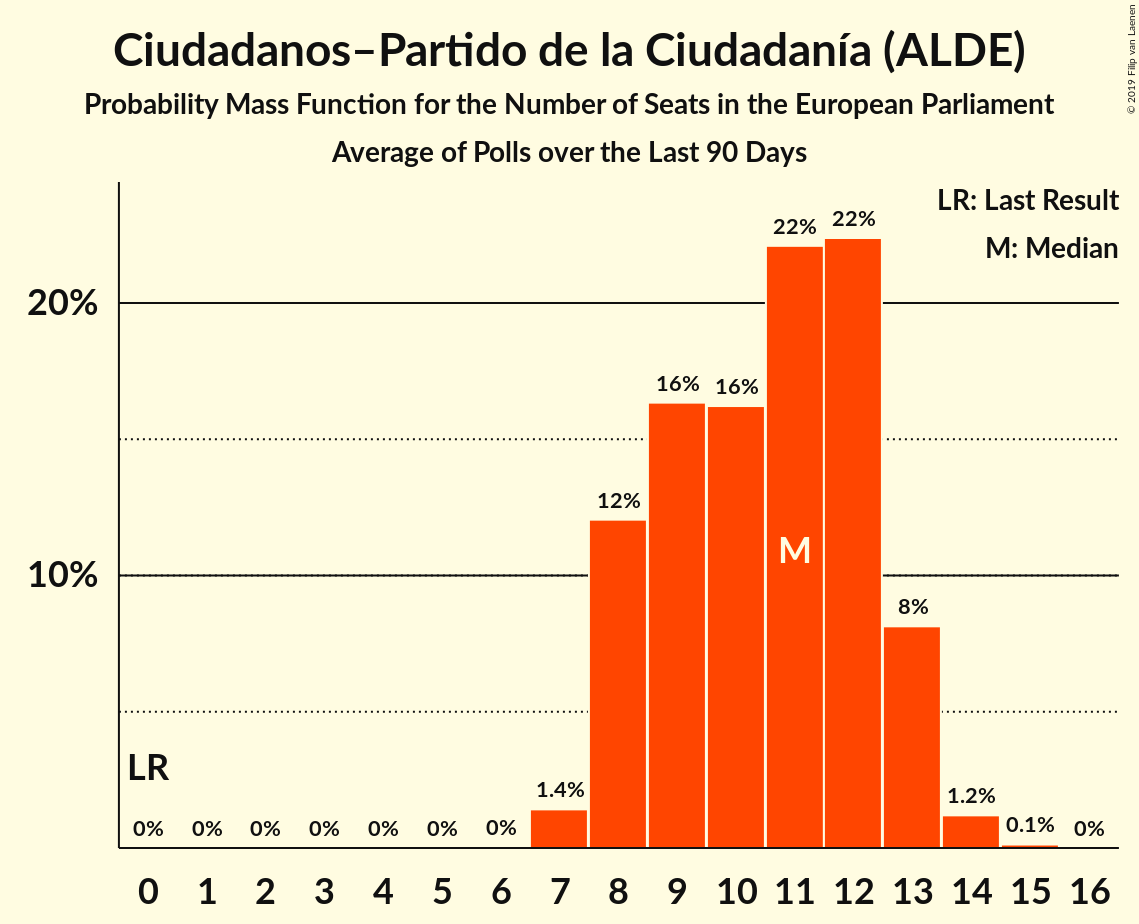 Ciudadanos–Partido de la Ciudadanía (ALDE)
Probability Mass Function for the Number of Seats in the European Parliament
Average of Polls over the Last 90 Days
© 2019 Filip van Laenen
LR: Last Result
M: Median
22% 22%
20%
16% 16%
12%
M
10%
8%
LR
1.4% 1.2%
0% 0% 0% 0% 0% 0% 0% 0.1% 0%
0 1 2 3 4 5 6 7 8 9 10 11 12 13 14 15 16